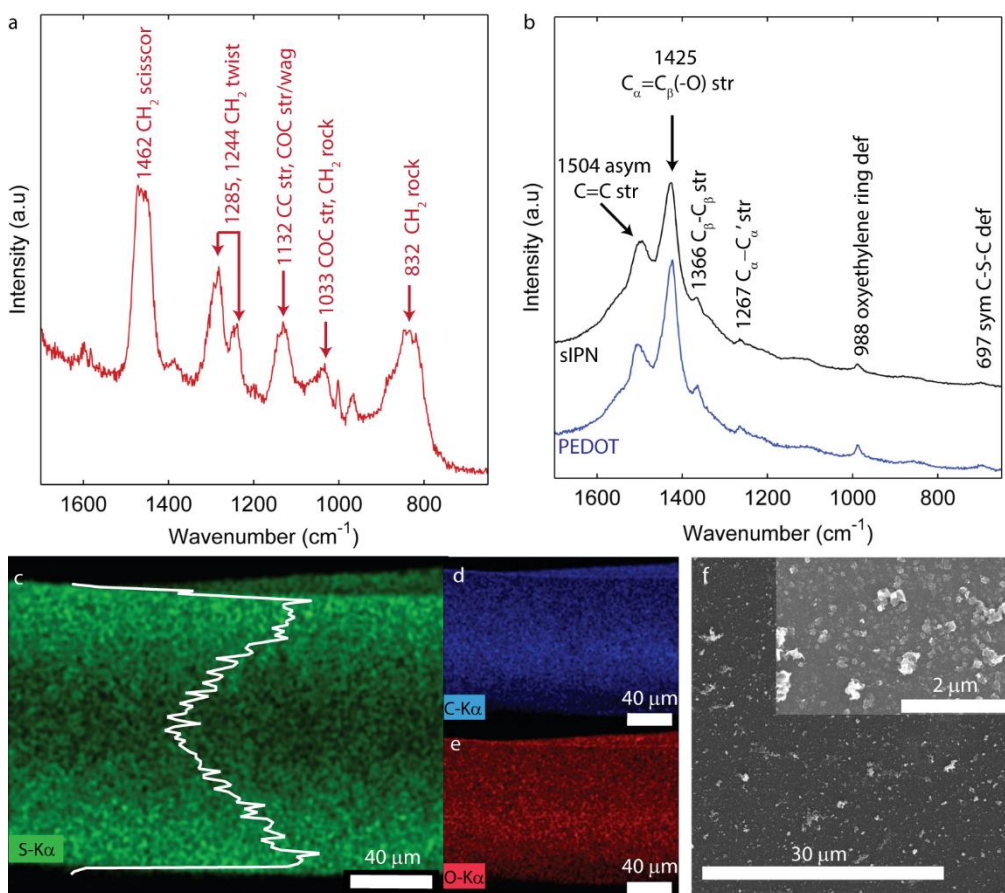 a
Intensity (a.u)
1462 CH₂ scisscor
1285, 1244 CH₂ twist
1132 CC str, COC str/wag
1033 COC str, CH₂ rock
832 CH₂ rock
1600 1400 1200 1000 800
Wavenumber (cm⁻¹)
b
Intensity (a.u)
1425
Cα=Cβ(-O) str
1504 asym
C=C str
1366 Cβ-Cβ str
1267 Cα–Cα′ str
988 oxyethylene ring def
697 sym C-S-C def
sIPN
PEDOT
1600 1400 1200 1000 800
Wavenumber (cm⁻¹)
c
S-Kα
40 μm
d
C-Kα
40 μm
e
O-Kα
40 μm
f
2 μm
30 μm